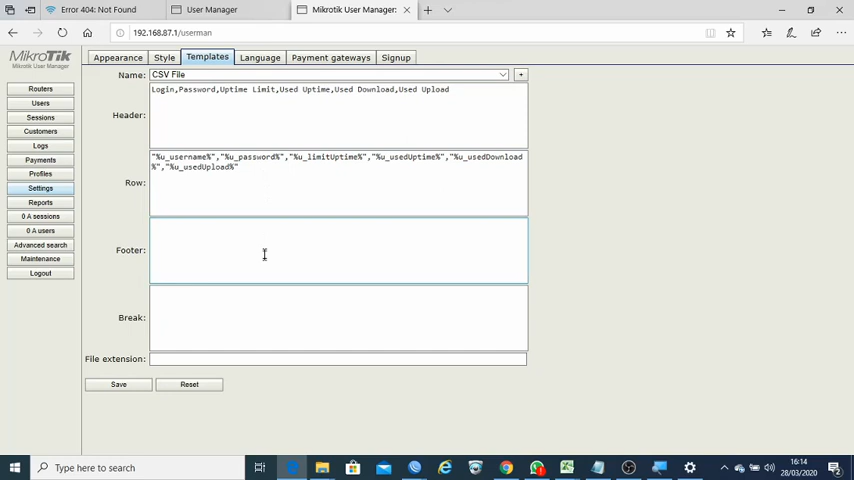 Error 404: Not Found
User Manager
Mikrotik User Manager:
192.168.87.1/userman
MikroTik
Mikrotik User Manager
Routers
Users
Sessions
Customers
Logs
Payments
Profiles
Settings
Reports
0 A sessions
0 A users
Advanced search
Maintenance
Logout
Appearance
Style
Templates
Language
Payment gateways
Signup
Name:
CSV File
+
Header:
Login,Password,Uptime Limit,Used Uptime,Used Download,Used Upload
Row:
"%u_username%","%u_password%","%u_limitUptime%","%u_usedUptime%","%u_usedDownload
%","%u_usedUpload%"
Footer:
Break:
File extension:
Save
Reset
Type here to search
16:14
28/03/2020
2